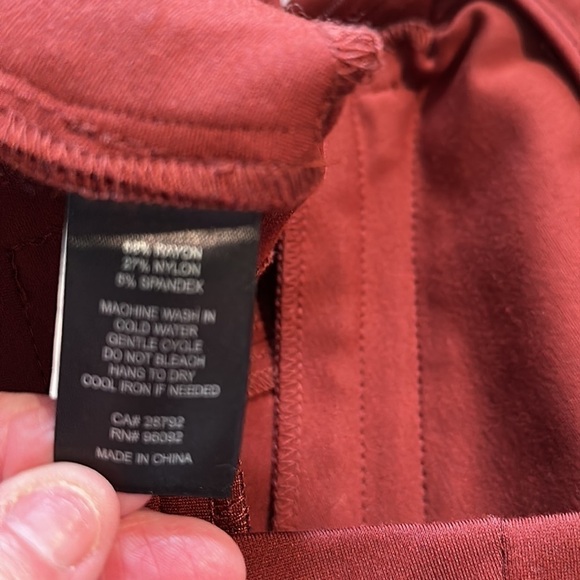 RAYON
27% NYLON
SPANDEX
MACHINE WASH IN
COLD WATER
GENTLE CYCLE
DO NOT BLEACH
HANG TO DRY
COOL IRON IF NEEDED
CA# 28792
RN# 96092
MADE IN CHINA